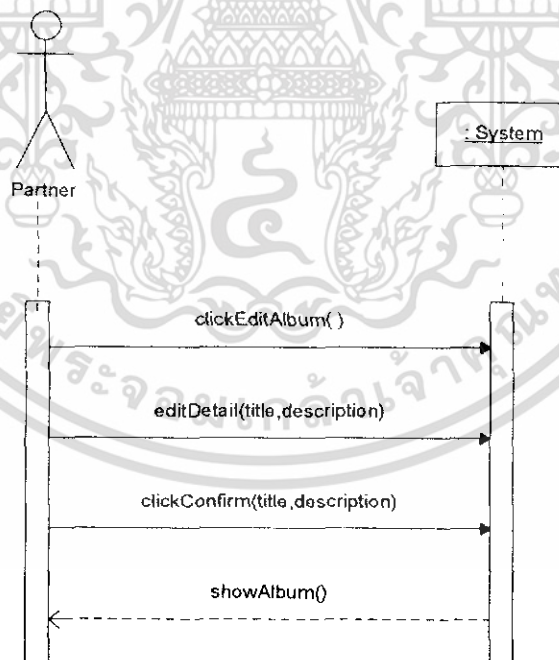 : System
Partner
clickEditAlbum( )
editDetail(title,description)
clickConfirm(title,description)
showAlbum()